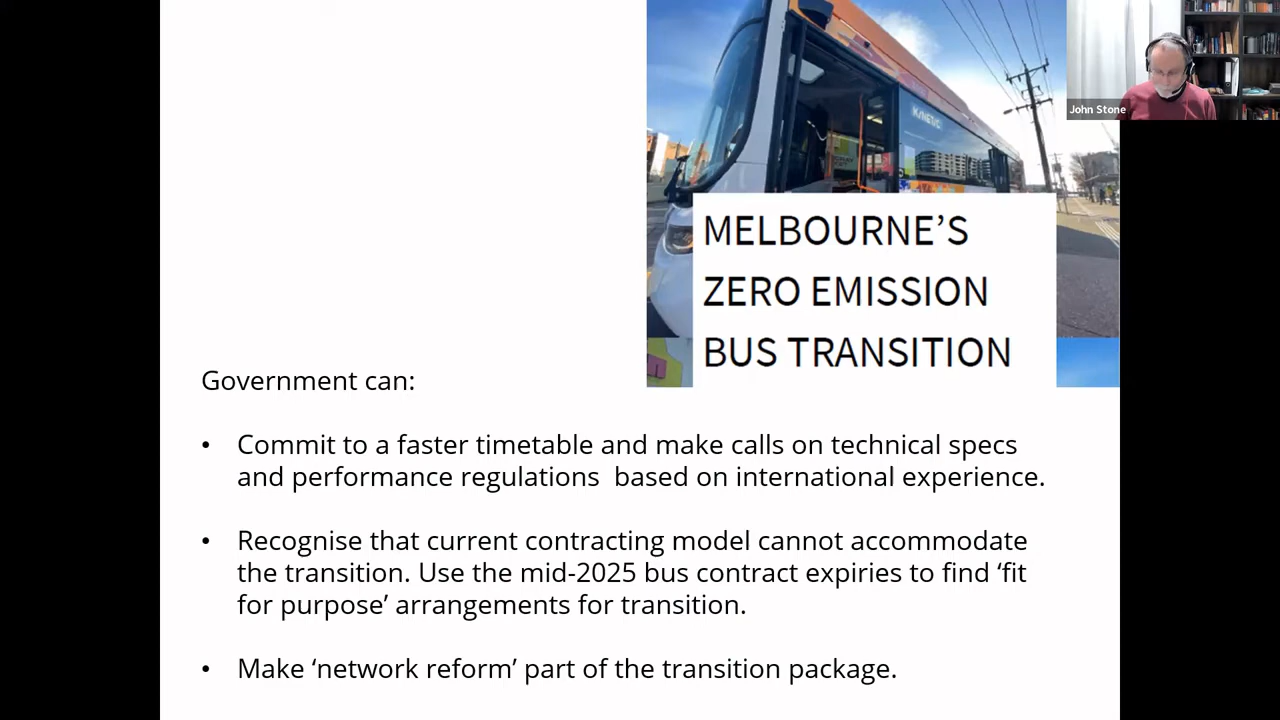 John Stone
KINETIC
MELBOURNE’S
ZERO EMISSION
BUS TRANSITION
Government can:
• Commit to a faster timetable and make calls on technical specs
and performance regulations  based on international experience.
• Recognise that current contracting model cannot accommodate
the transition. Use the mid-2025 bus contract expiries to find ‘fit
for purpose’ arrangements for transition.
• Make ‘network reform’ part of the transition package.